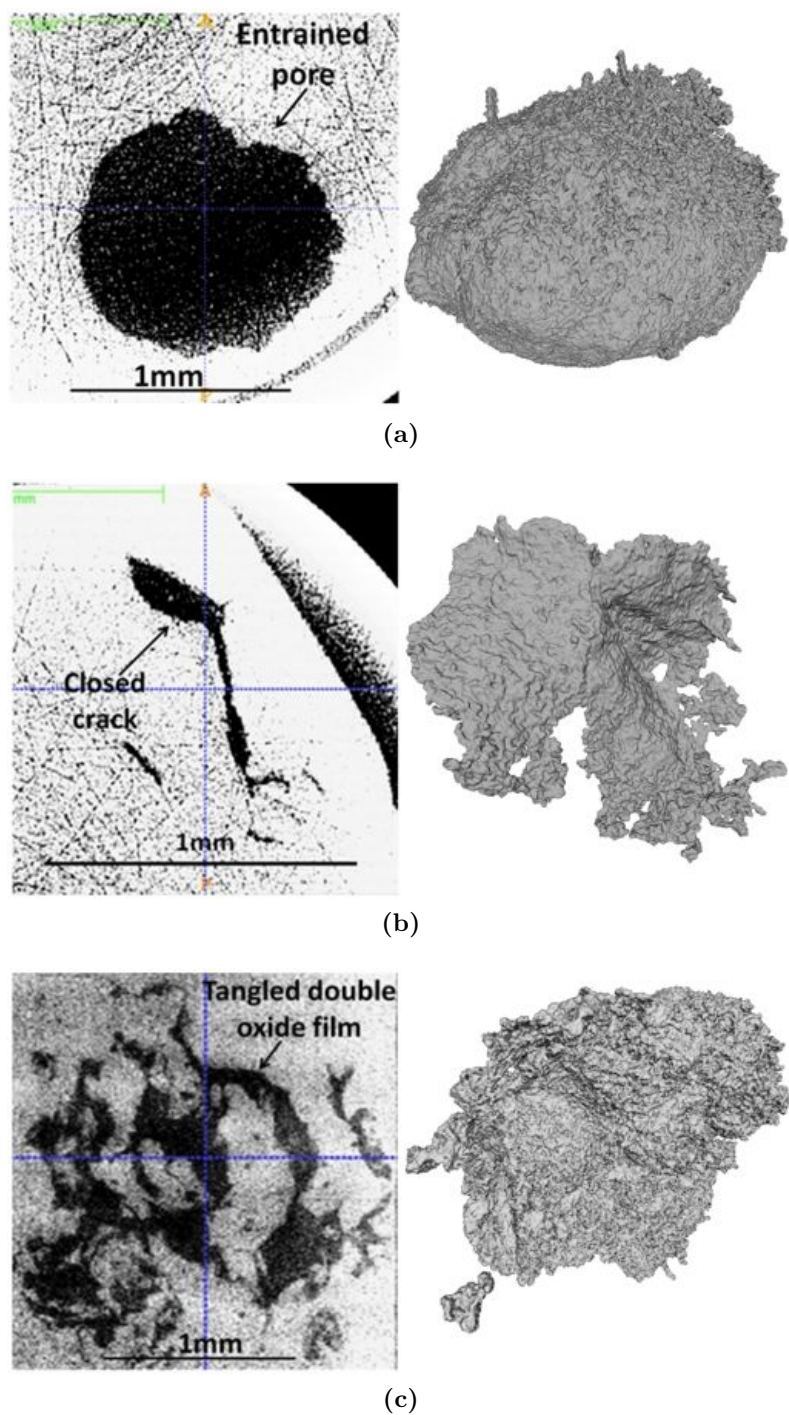 Entrained
pore
1mm
(a)
mm
Closed
crack
1mm
(b)
Tangled double
oxide film
1mm
(c)